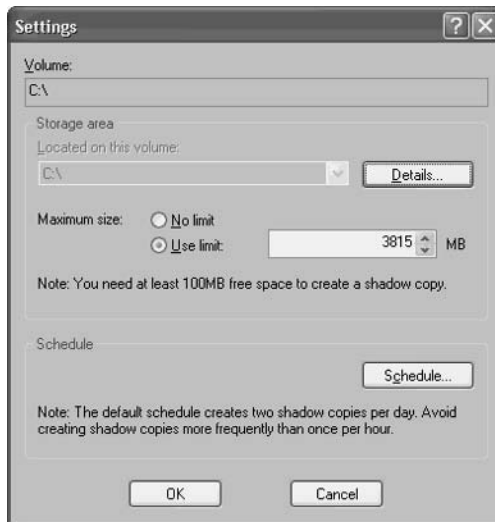 Settings
Volume:
C:\
Storage area
Located on this volume:
C:\
Details...
Maximum size:
No limit
Use limit:
3815
MB
Note: You need at least 100MB free space to create a shadow copy.
Schedule
Schedule...
Note: The default schedule creates two shadow copies per day. Avoid
creating shadow copies more frequently than once per hour.
OK
Cancel